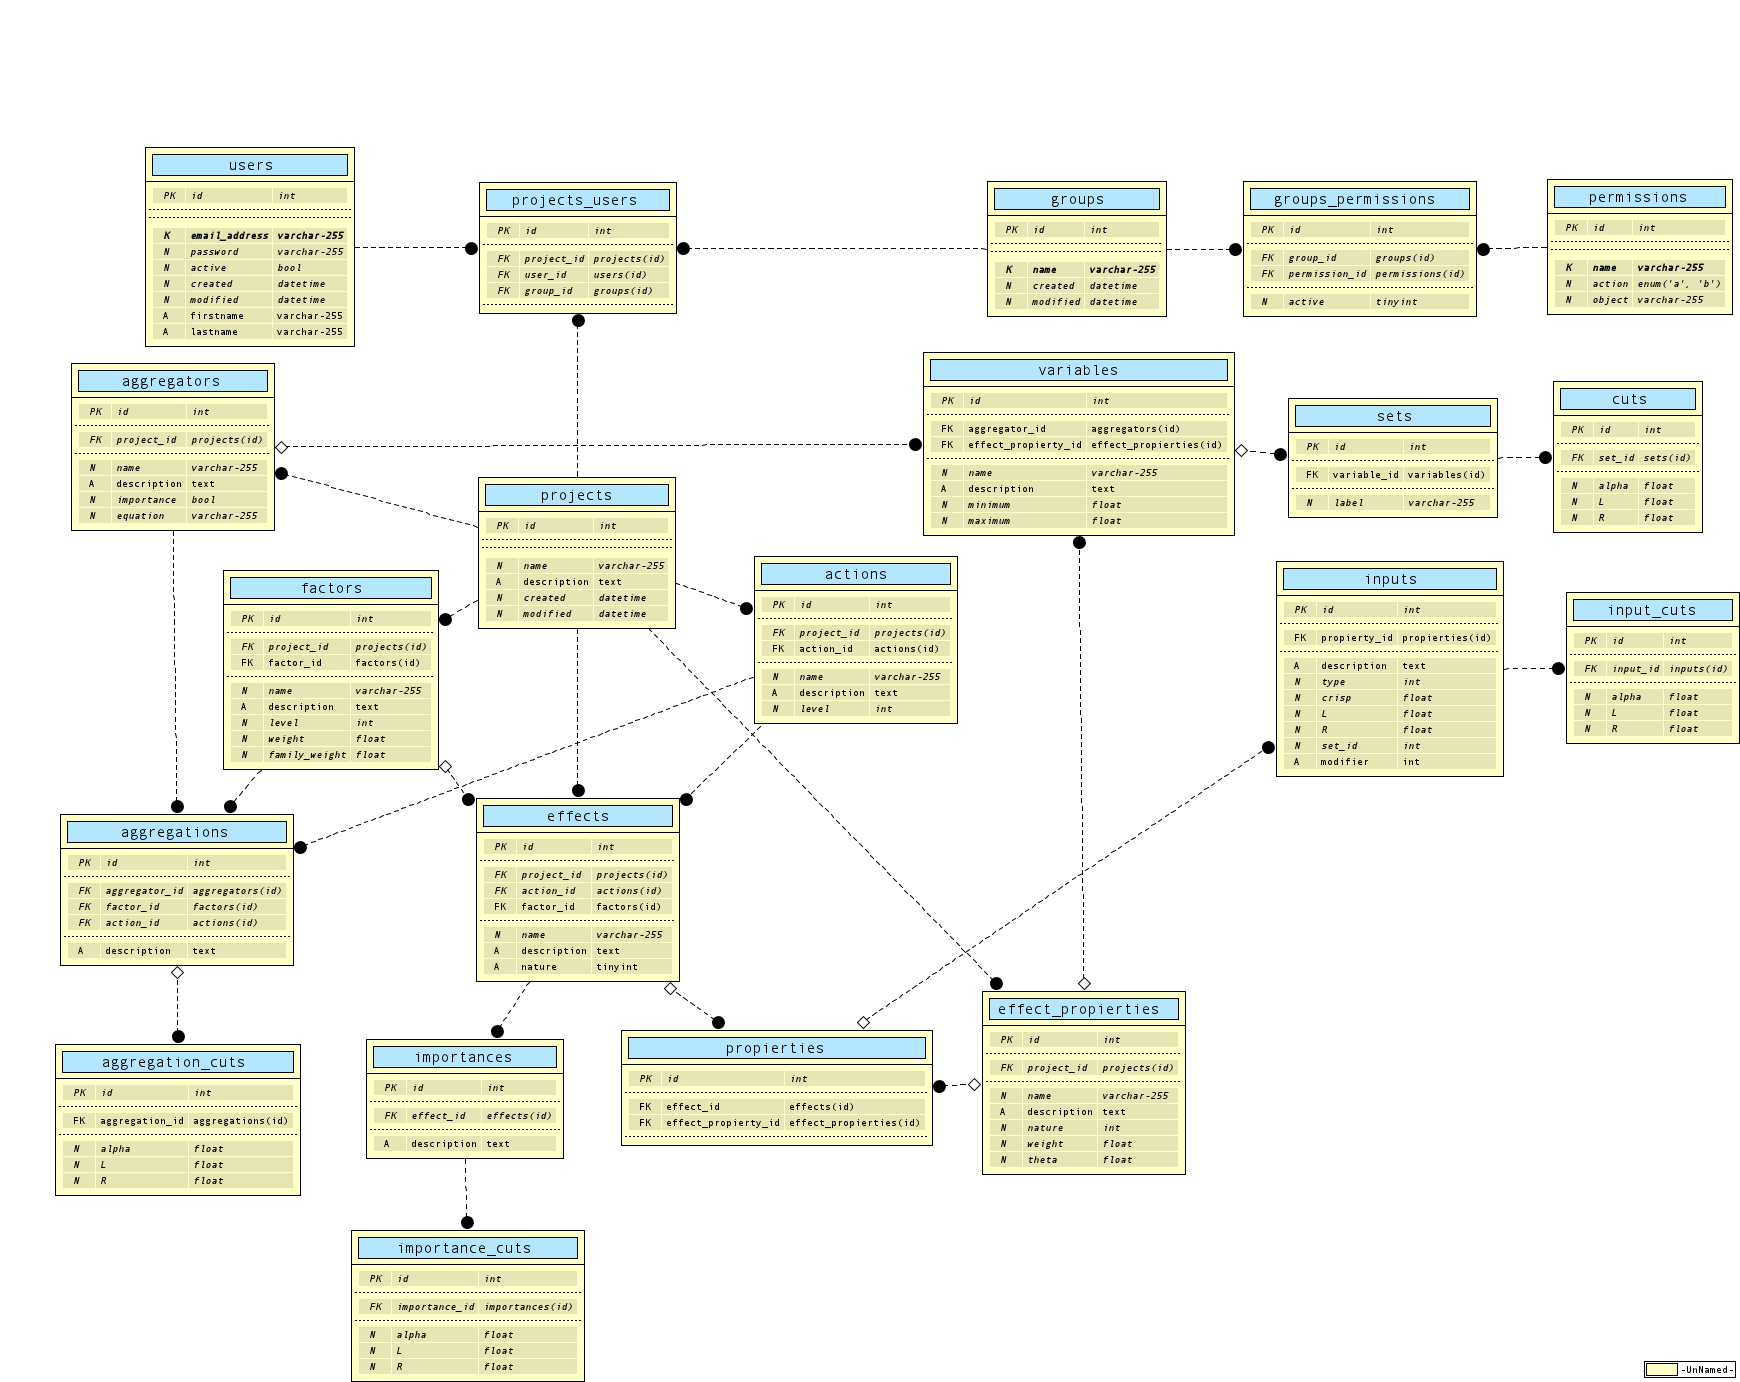 users
PK id int
K email_address varchar-255
N password varchar-255
N active bool
N created datetime
N modified datetime
A firstname varchar-255
A lastname varchar-255
projects_users
PK id int
FK project_id projects(id)
FK user_id users(id)
FK group_id groups(id)
groups
PK id int
K name varchar-255
N created datetime
N modified datetime
groups_permissions
PK id int
FK group_id groups(id)
FK permission_id permissions(id)
N active tinyint
permissions
PK id int
K name varchar-255
N action enum('a', 'b')
N object varchar-255
aggregators
PK id int
FK project_id projects(id)
N name varchar-255
A description text
N importance bool
N equation varchar-255
variables
PK id int
FK aggregator_id aggregators(id)
FK effect_propierty_id effect_propierties(id)
N name varchar-255
A description text
N minimum float
N maximum float
sets
PK id int
FK variable_id variables(id)
N label varchar-255
cuts
PK id int
FK set_id sets(id)
N alpha float
N L float
N R float
projects
PK id int
N name varchar-255
A description text
N created datetime
N modified datetime
factors
PK id int
FK project_id projects(id)
FK factor_id factors(id)
N name varchar-255
A description text
N level int
N weight float
N family_weight float
actions
PK id int
FK project_id projects(id)
FK action_id actions(id)
N name varchar-255
A description text
N level int
inputs
PK id int
FK propierty_id propierties(id)
A description text
N type int
N crisp float
N L float
N R float
N set_id int
A modifier int
input_cuts
PK id int
FK input_id inputs(id)
N alpha float
N L float
N R float
aggregations
PK id int
FK aggregator_id aggregators(id)
FK factor_id factors(id)
FK action_id actions(id)
A description text
effects
PK id int
FK project_id projects(id)
FK action_id actions(id)
FK factor_id factors(id)
N name varchar-255
A description text
A nature tinyint
aggregation_cuts
PK id int
FK aggregation_id aggregations(id)
N alpha float
N L float
N R float
importances
PK id int
FK effect_id effects(id)
A description text
propierties
PK id int
FK effect_id effects(id)
FK effect_propierty_id effect_propierties(id)
effect_propierties
PK id int
FK project_id projects(id)
N name varchar-255
A description text
N nature int
N weight float
N theta float
importance_cuts
PK id int
FK importance_id importances(id)
N alpha float
N L float
N R float
-UnNamed-